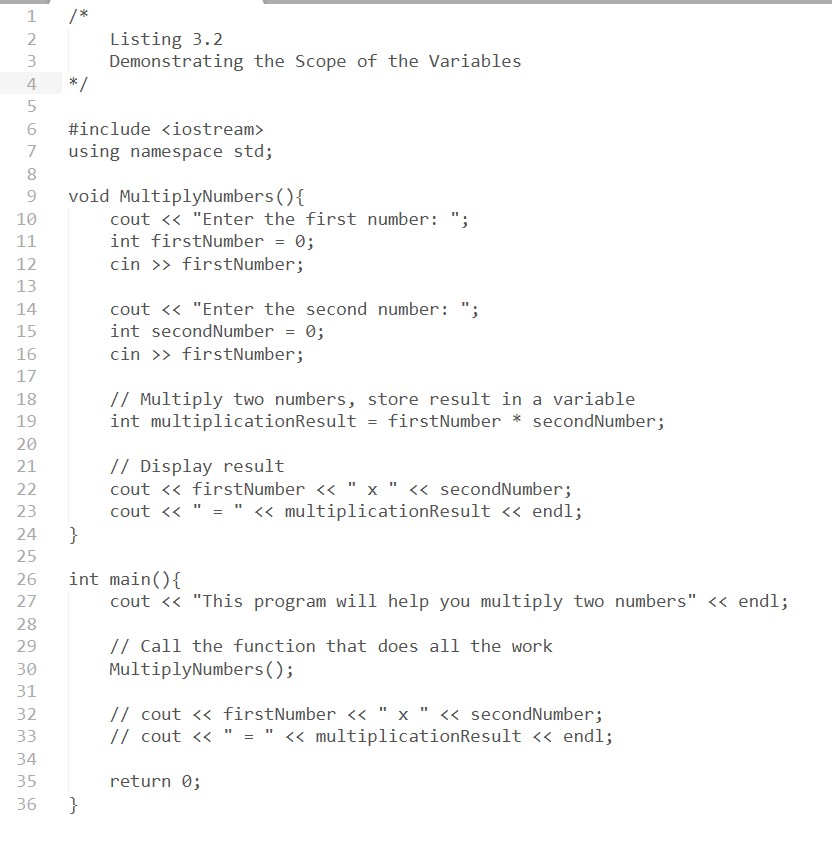 1 /*
2 Listing 3.2
3 Demonstrating the Scope of the Variables
4 */
5
6 #include <iostream>
7 using namespace std;
8
9 void MultiplyNumbers(){
10 cout << "Enter the first number: ";
11 int firstNumber = 0;
12 cin >> firstNumber;
13
14 cout << "Enter the second number: ";
15 int secondNumber = 0;
16 cin >> firstNumber;
17
18 // Multiply two numbers, store result in a variable
19 int multiplicationResult = firstNumber * secondNumber;
20
21 // Display result
22 cout << firstNumber << " x " << secondNumber;
23 cout << " = " << multiplicationResult << endl;
24 }
25
26 int main(){
27 cout << "This program will help you multiply two numbers" << endl;
28
29 // Call the function that does all the work
30 MultiplyNumbers();
31
32 // cout << firstNumber << " x " << secondNumber;
33 // cout << " = " << multiplicationResult << endl;
34
35 return 0;
36 }